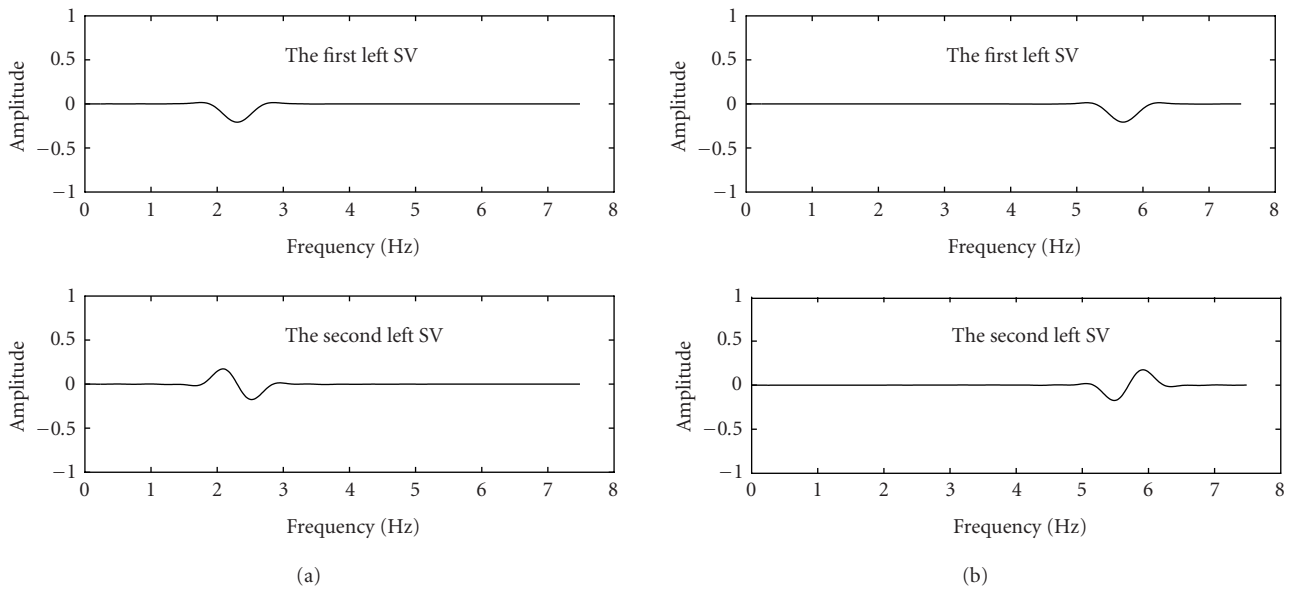 1
0.5
0
−0.5
−1
Amplitude
The first left SV
0 1 2 3 4 5 6 7 8
Frequency (Hz)
1
0.5
0
−0.5
−1
Amplitude
The second left SV
0 1 2 3 4 5 6 7 8
Frequency (Hz)
(a)
1
0.5
0
−0.5
−1
Amplitude
The first left SV
0 1 2 3 4 5 6 7 8
Frequency (Hz)
1
0.5
0
−0.5
−1
Amplitude
The second left SV
0 1 2 3 4 5 6 7 8
Frequency (Hz)
(b)